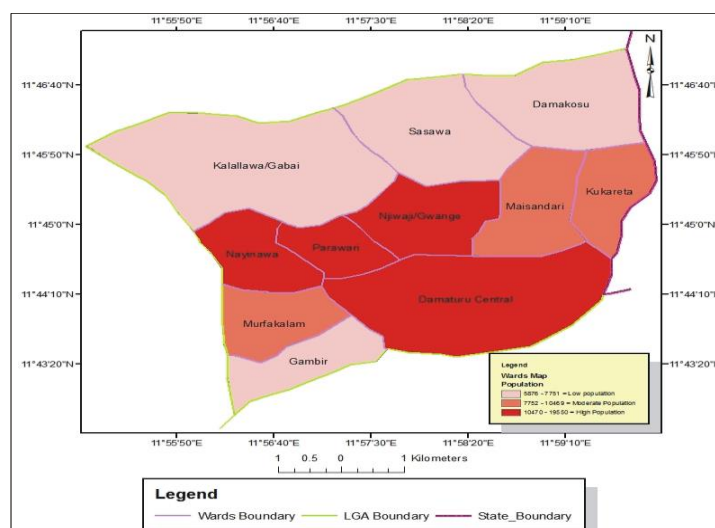 11°55'50"E 11°56'40"E 11°57'30"E 11°58'20"E 11°59'10"E
N
11°46'40"N
11°46'40"N
Damakosu
Sasawa
11°45'50"N
11°45'50"N
Kalallawa/Gabai
Kukareta
Maisandari
Njiwaji/Gwange
11°45'0"N
11°45'0"N
Parawari
Nayinawa
11°44'10"N
11°44'10"N
Damaturu Central
Murfakalam
Gambir
11°43'20"N
11°43'20"N
Legend
Wards Map
Population
5876 - 7751 = Low population
7752 - 10469 = Moderate Population
10470 - 19550 = High Population
11°55'50"E 11°56'40"E 11°57'30"E 11°58'20"E 11°59'10"E
1 0.5 0 1 Kilometers
Legend
Wards Boundary LGA Boundary State_Boundary